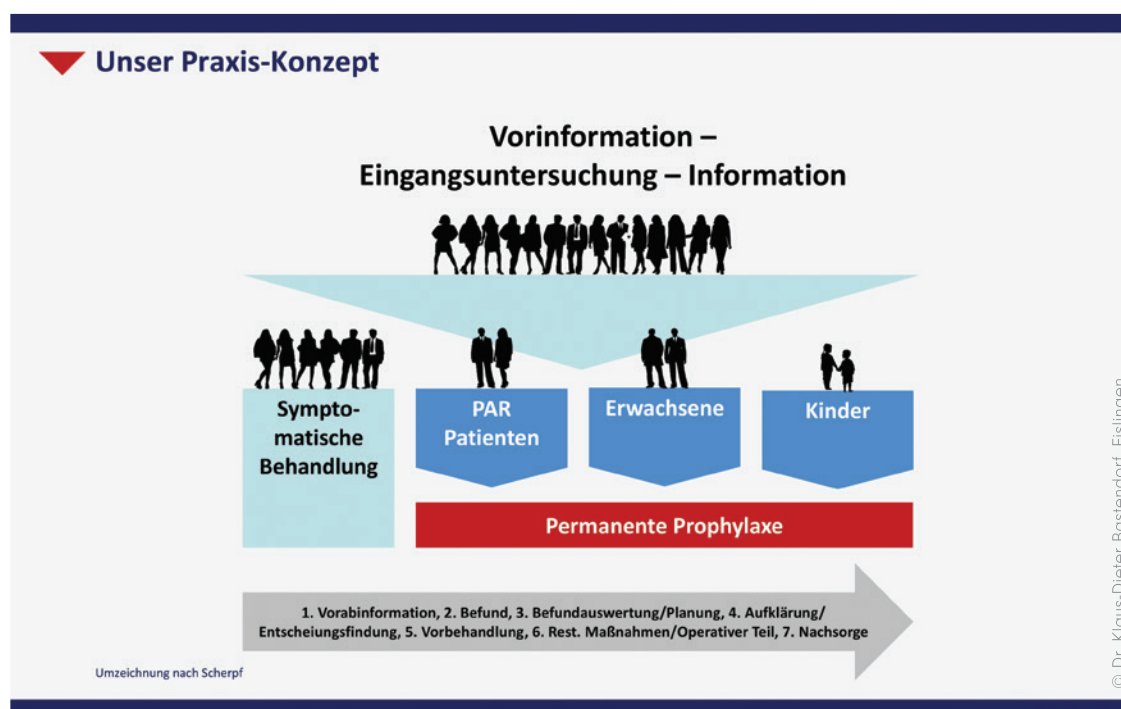 Unser Praxis-Konzept
Vorinformation –
Eingangsuntersuchung – Information
Sympto-
matische
Behandlung
PAR
Patienten
Erwachsene
Kinder
Permanente Prophylaxe
1. Vorabinformation, 2. Befund, 3. Befundauswertung/Planung, 4. Aufklärung/
Entscheiungsfindung, 5. Vorbehandlung, 6. Rest. Maßnahmen/Operativer Teil, 7. Nachsorge
Umzeichnung nach Scherpf
© Dr. Klaus-Dieter Bastendorf, Eislingen